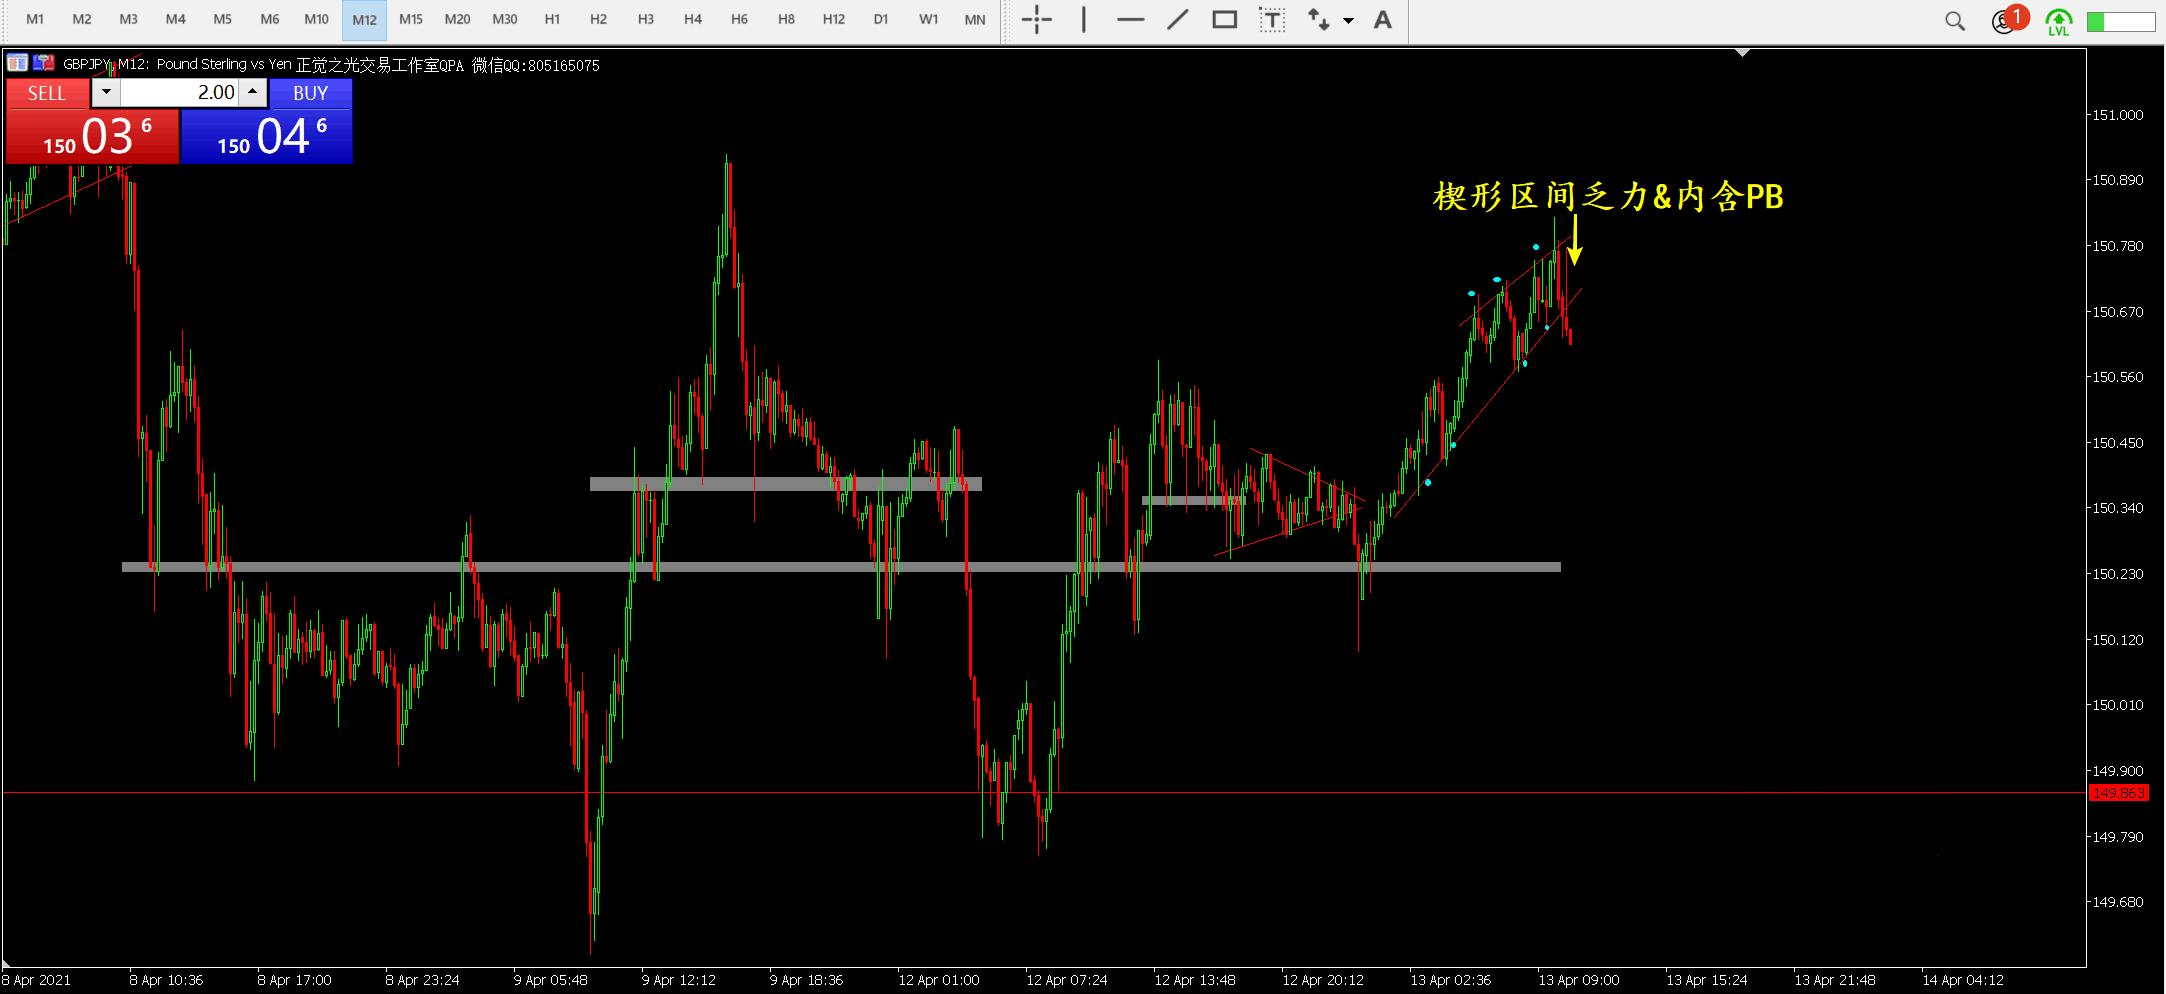 M1 M2 M3 M4 M5 M6 M10 M12 M15 M20 M30 H1 H2 H3 H4 H6 H8 H12 D1 W1 MN T A 1 LVL
GBPJPY, M12: Pound Sterling vs Yen 正觉之光交易工作室QPA 微信QQ:805165075
SELL 2.00 BUY
150 03 6 150 04 6
151.000
楔形区间乏力&内含PB
150.890
150.780
150.670
150.560
150.450
150.340
150.230
150.120
150.010
149.900
149.863
149.790
149.680
8 Apr 2021 8 Apr 10:36 8 Apr 17:00 8 Apr 23:24 9 Apr 05:48 9 Apr 12:12 9 Apr 18:36 12 Apr 01:00 12 Apr 07:24 12 Apr 13:48 12 Apr 20:12 13 Apr 02:36 13 Apr 09:00 13 Apr 15:24 13 Apr 21:48 14 Apr 04:12